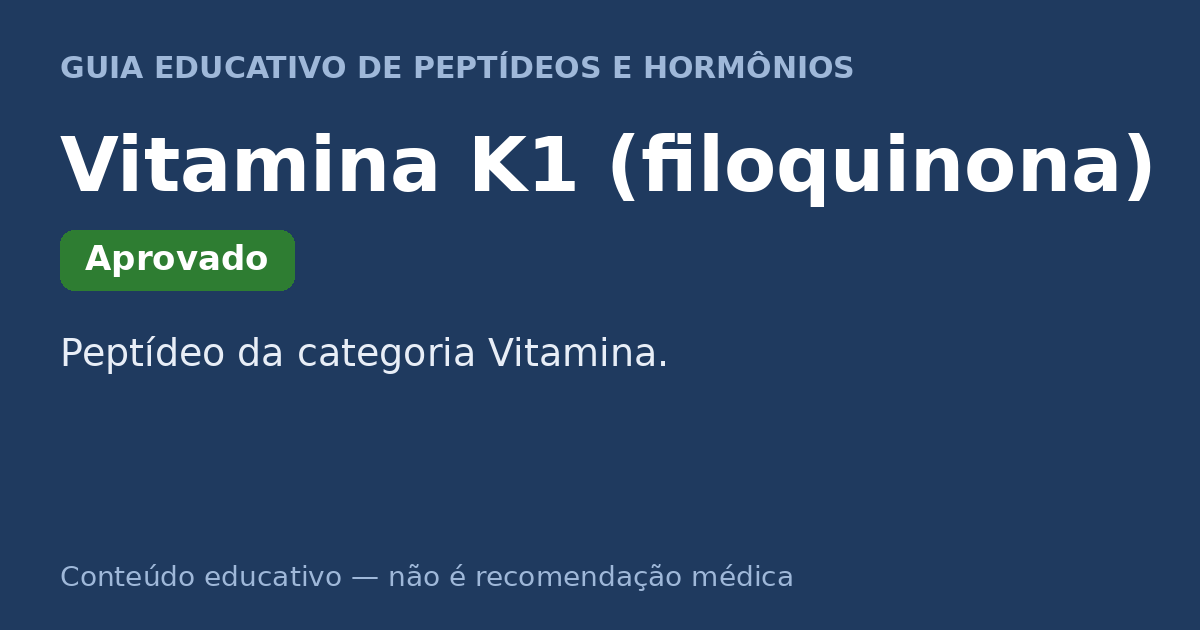 GUIA EDUCATIVO DE PEPTÍDEOS E HORMÔNIOS
Vitamina K1 (filoquinona)
Aprovado
Peptídeo da categoria Vitamina.
Conteúdo educativo — não é recomendação médica